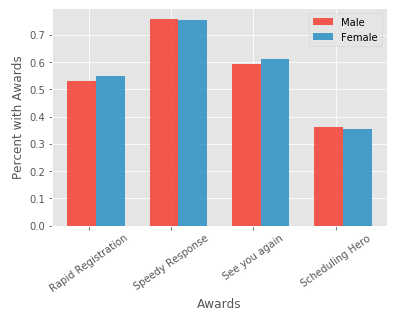 Male
Female
Percent with Awards
0.7
0.6
0.5
0.4
0.3
0.2
0.1
0.0
Rapid Registration
Speedy Response
See you again
Scheduling Hero
Awards